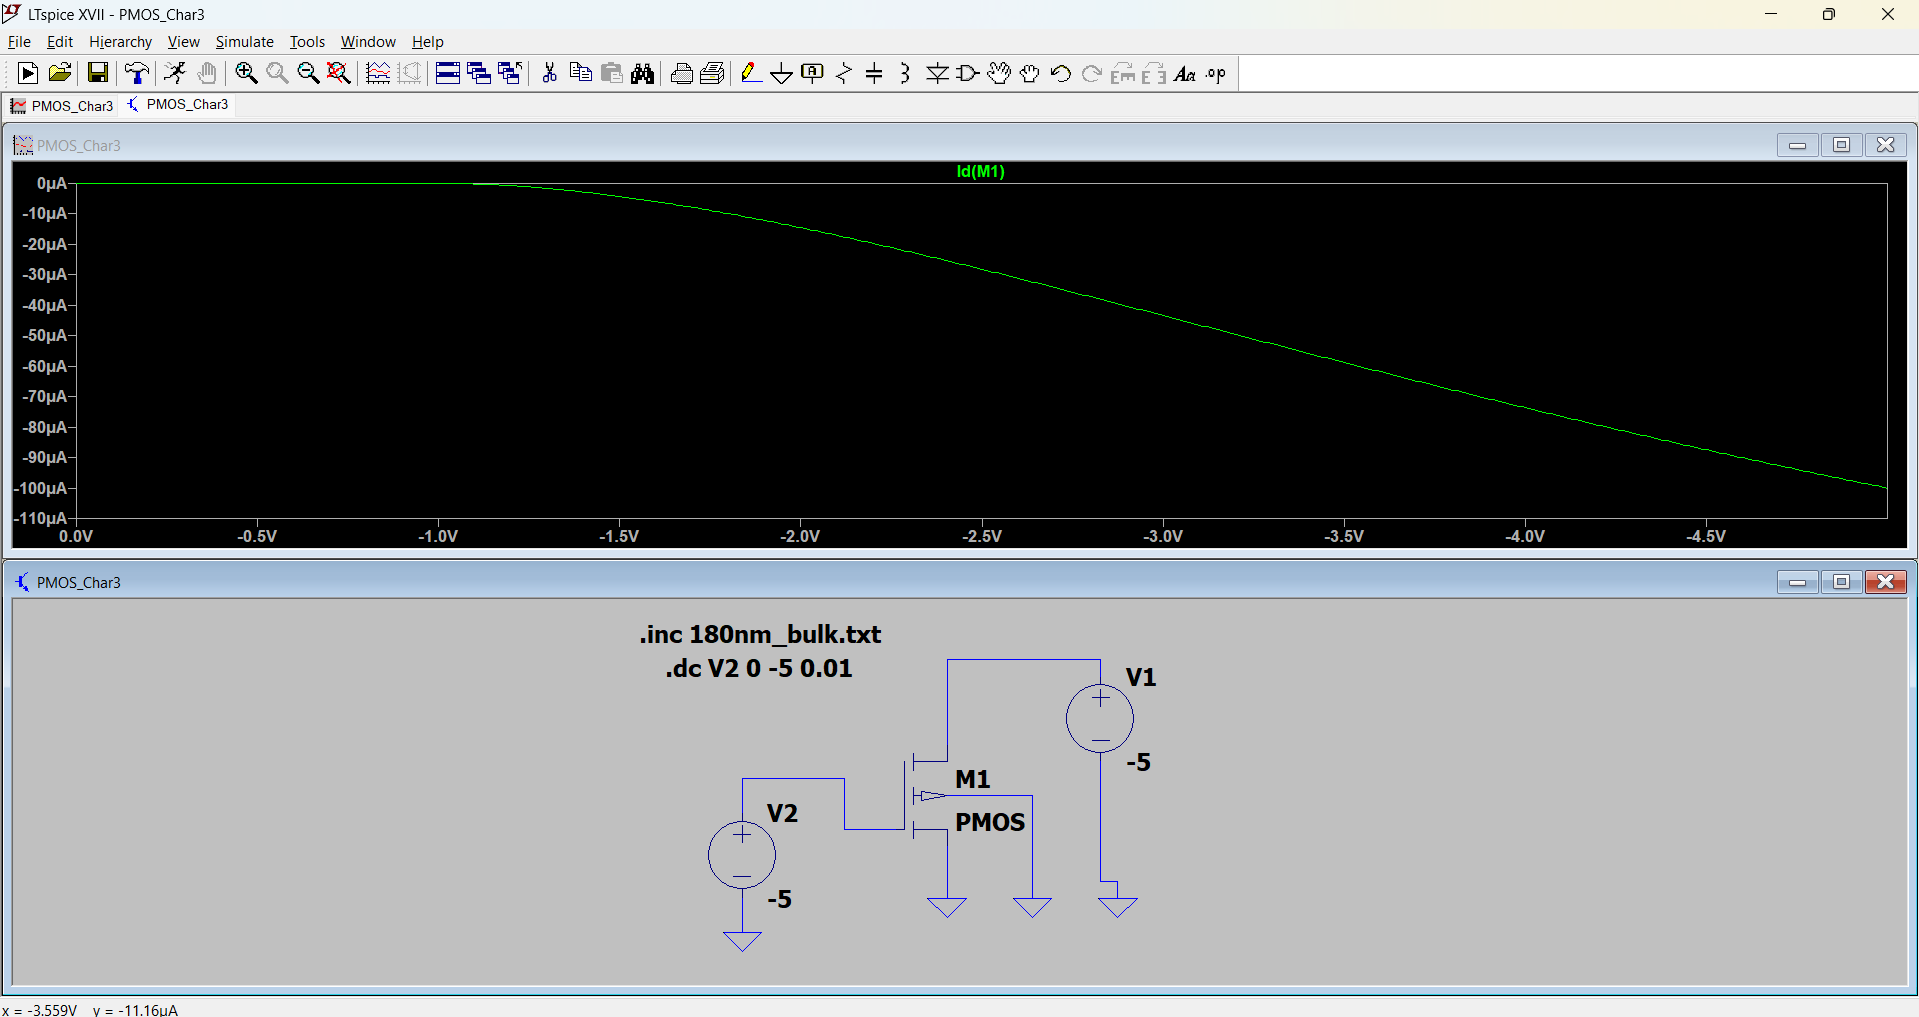 LTspice XVII - PMOS_Char3
File Edit Hierarchy View Simulate Tools Window Help
.op
PMOS_Char3 PMOS_Char3
PMOS_Char3
Id(M1)
0µA
-10µA
-20µA
-30µA
-40µA
-50µA
-60µA
-70µA
-80µA
-90µA
-100µA
-110µA
0.0V -0.5V -1.0V -1.5V -2.0V -2.5V -3.0V -3.5V -4.0V -4.5V
PMOS_Char3
.inc 180nm_bulk.txt
.dc V2 0 -5 0.01
V1
-5
M1
PMOS
V2
-5
x = -3.559V y = -11.16µA